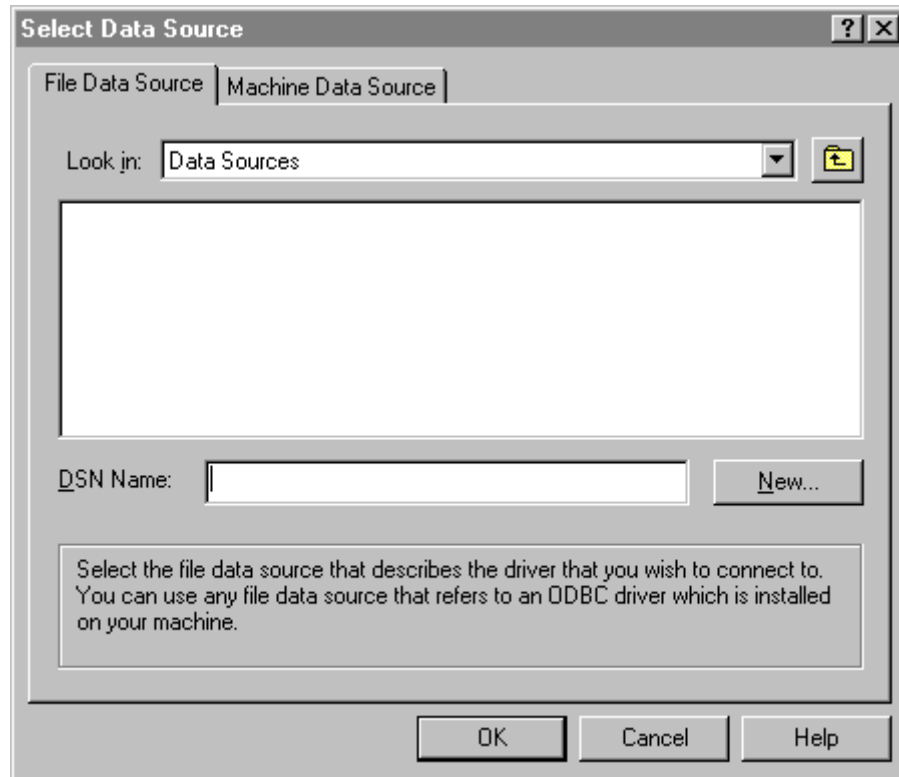 Select Data Source
File Data Source Machine Data Source
Look in: Data Sources
DSN Name: New...
Select the file data source that describes the driver that you wish to connect to.
You can use any file data source that refers to an ODBC driver which is installed
on your machine.
OK Cancel Help